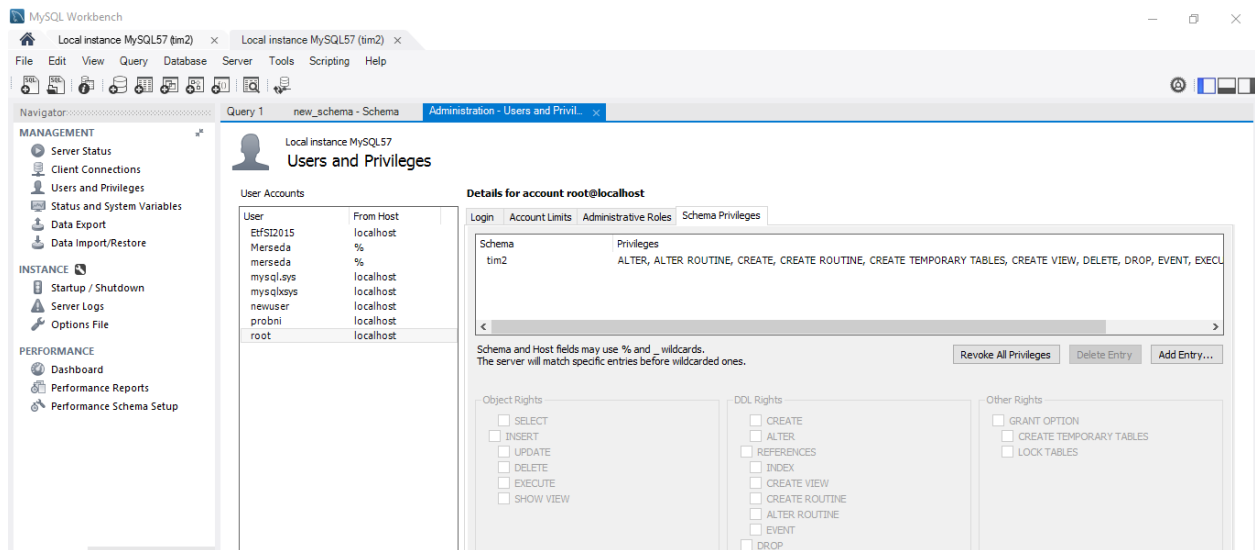 MySQL Workbench
Local instance MySQL57 (tim2) × Local instance MySQL57 (tim2) ×
File Edit View Query Database Server Tools Scripting Help
Navigator
MANAGEMENT
Server Status
Client Connections
Users and Privileges
Status and System Variables
Data Export
Data Import/Restore
INSTANCE
Startup / Shutdown
Server Logs
Options File
PERFORMANCE
Dashboard
Performance Reports
Performance Schema Setup
Query 1 new_schema - Schema Administration - Users and Privil... ×
Local instance MySQL57
Users and Privileges
User Accounts
User From Host
EtfSI2015 localhost
Merseda %
merseda %
mysql.sys localhost
mysqlxsys localhost
newuser localhost
probni localhost
root localhost
Details for account root@localhost
Login Account Limits Administrative Roles Schema Privileges
Schema Privileges
tim2 ALTER, ALTER ROUTINE, CREATE, CREATE ROUTINE, CREATE TEMPORARY TABLES, CREATE VIEW, DELETE, DROP, EVENT, EXECU
Schema and Host fields may use % and _ wildcards.
The server will match specific entries before wildcarded ones.
Revoke All Privileges Delete Entry Add Entry...
Object Rights
SELECT
INSERT
UPDATE
DELETE
EXECUTE
SHOW VIEW
DDL Rights
CREATE
ALTER
REFERENCES
INDEX
CREATE VIEW
CREATE ROUTINE
ALTER ROUTINE
EVENT
DROP
Other Rights
GRANT OPTION
CREATE TEMPORARY TABLES
LOCK TABLES